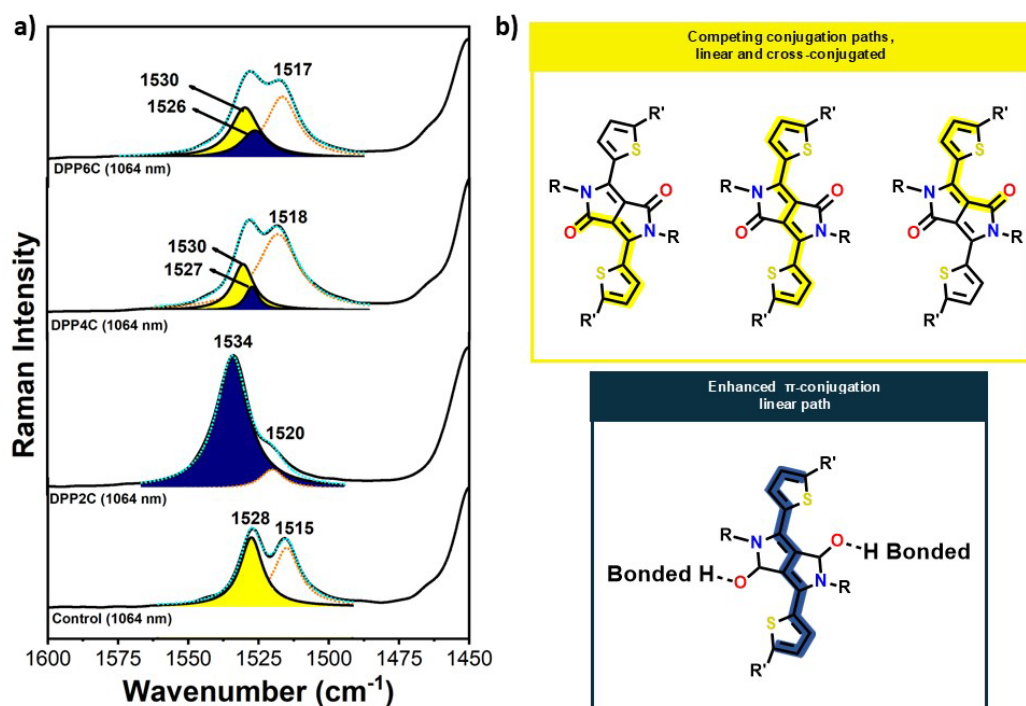 a)
Raman Intensity
1530
1517
1526
DPP6C (1064 nm)
1530
1518
1527
DPP4C (1064 nm)
1534
1520
DPP2C (1064 nm)
1528
1515
Control (1064 nm)
1600 1575 1550 1525 1500 1475 1450
Wavenumber (cm⁻¹)
b)
Competing conjugation paths,
linear and cross-conjugated
R' R' R'
S S S
R N O R N O R N O
O N R O N R O N R
S S S
R' R' R'
Enhanced π-conjugation
linear path
R'
S
R N O H Bonded
Bonded H O N R
S
R'